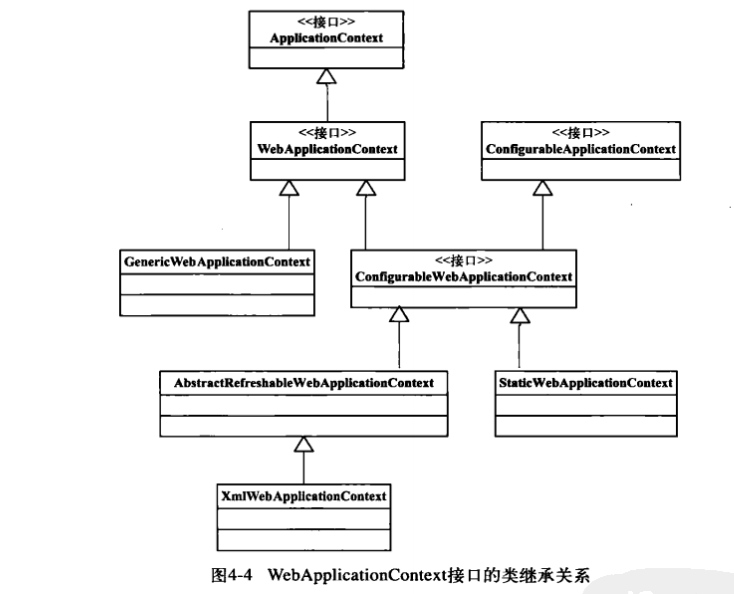 <<接口>>
ApplicationContext
<<接口>>
WebApplicationContext
<<接口>>
ConfigurableApplicationContext
GenericWebApplicationContext
<<接口>>
ConfigurableWebApplicationContext
AbstractRefreshableWebApplicationContext
StaticWebApplicationContext
XmlWebApplicationContext
图4-4 WebApplicationContext接口的类继承关系